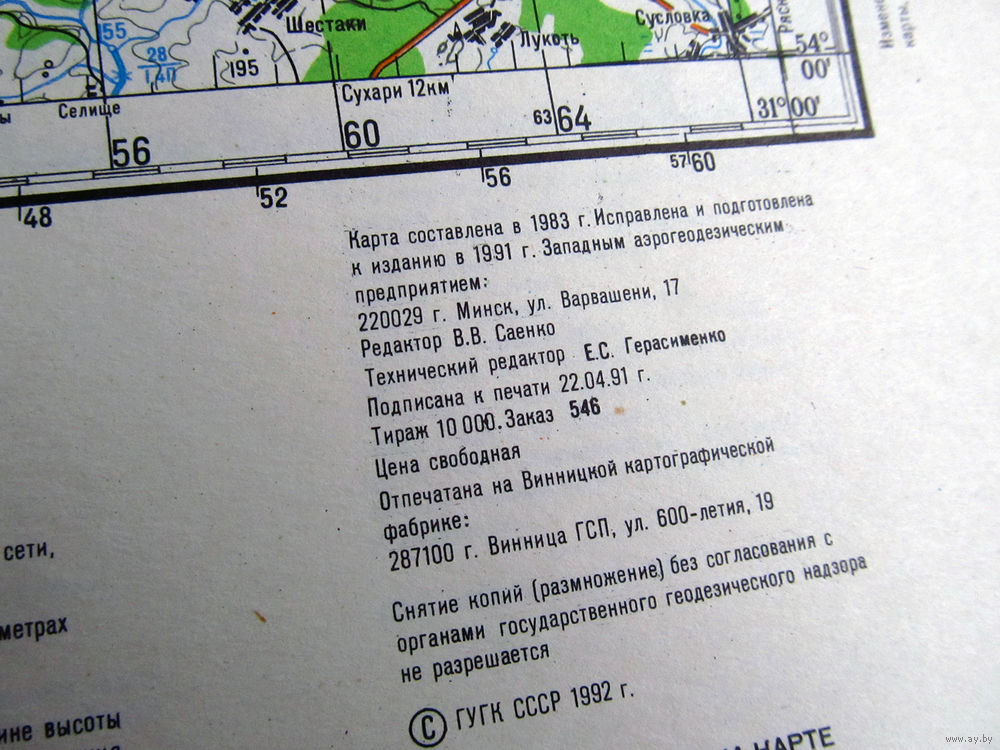 Шестаки
Сусловка
Лукоть
55
28
1,4П
195
54°
00'
Селище
Сухари 12км
31°00'
56
60
63 64
48
52
56
57 60
Карта составлена в 1983 г. Исправлена и подготовлена
к изданию в 1991 г. Западным аэрогеодезическим
предприятием:
220029 г. Минск, ул. Варвашени, 17
Редактор В.В. Саенко
Технический редактор Е.С. Герасименко
Подписана к печати 22.04.91 г.
Тираж 10 000. Заказ 546
Цена свободная
Отпечатана на Винницкой картографической
фабрике:
287100 г. Винница ГСП, ул. 600-летия, 19
Снятие копий (размножение) без согласования с
органами государственного геодезического надзора
не разрешается
© ГУГК СССР 1992 г.
сети,
метрах
ине высоты
КАРТЕ
www.ay.by